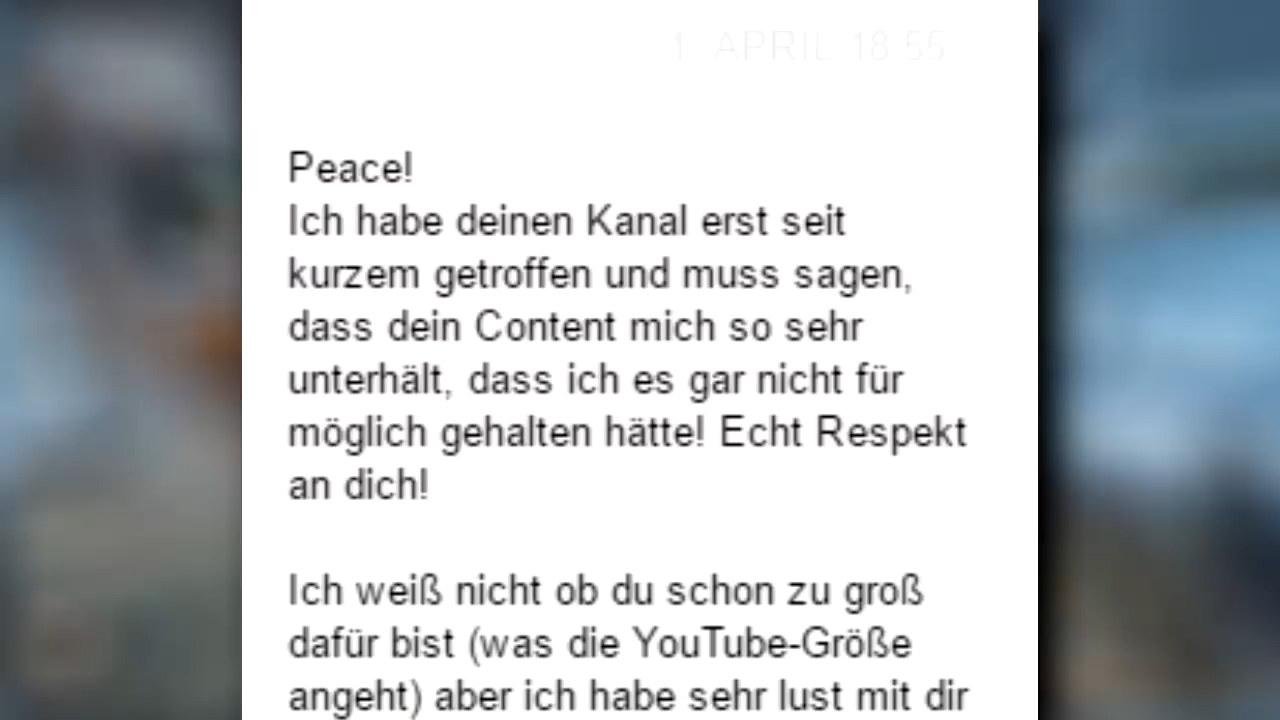 1. APRIL 18:55
Peace!
Ich habe deinen Kanal erst seit
kurzem getroffen und muss sagen,
dass dein Content mich so sehr
unterhält, dass ich es gar nicht für
möglich gehalten hätte! Echt Respekt
an dich!
Ich weiß nicht ob du schon zu groß
dafür bist (was die YouTube-Größe
angeht) aber ich habe sehr lust mit dir